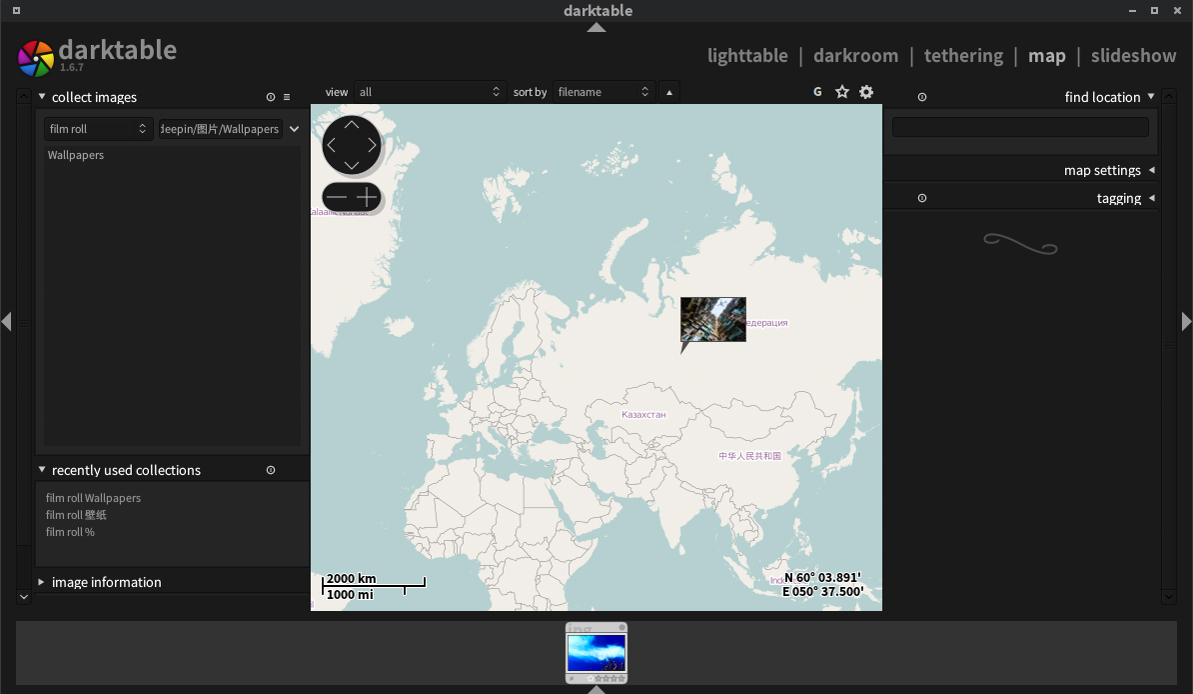 darktable
darktable
1.6.7
lighttable | darkroom | tethering | map | slideshow
collect images
film roll
deepin/图片/Wallpapers
Wallpapers
recently used collections
film roll Wallpapers
film roll 壁纸
film roll %
image information
view all
sort by filename
G
едерация
Казахстан
中华人民共和国
2000 km
1000 mi
N 60° 03.891'
E 050° 37.500'
find location
map settings
tagging